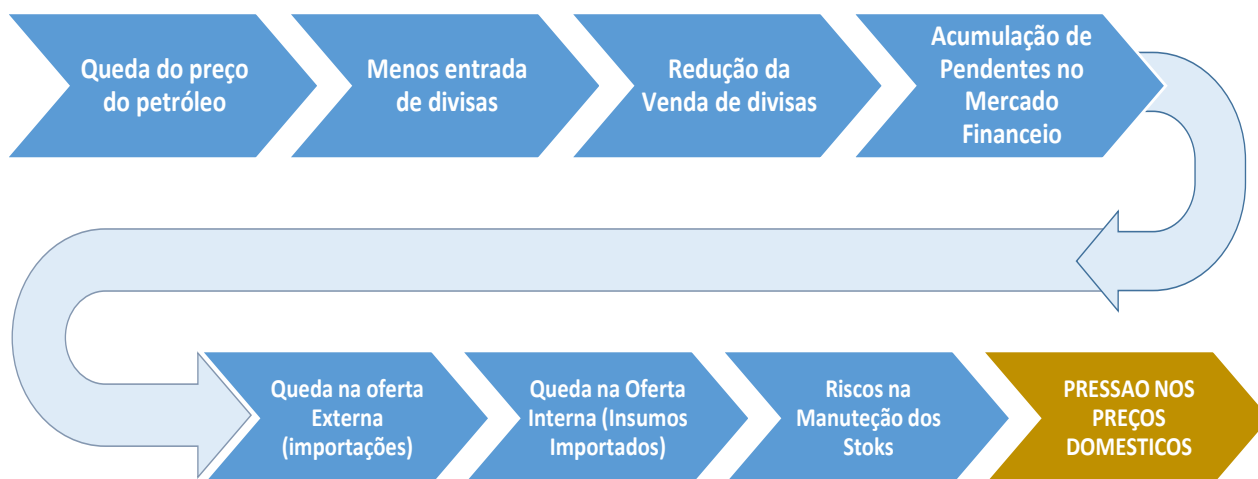 Queda do preço
do petróleo
Menos entrada
de divisas
Redução da
Venda de divisas
Acumulação de
Pendentes no
Mercado
Financeio
Queda na oferta
Externa
(importações)
Queda na Oferta
Interna (Insumos
Importados)
Riscos na
Manuteção dos
Stoks
PRESSAO NOS
PREÇOS
DOMESTICOS